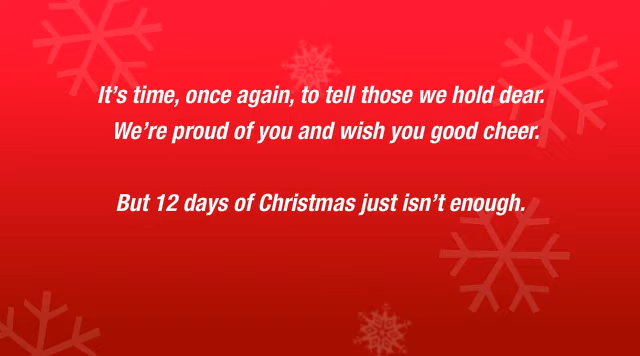 It's time, once again, to tell those we hold dear.
We're proud of you and wish you good cheer.
But 12 days of Christmas just isn't enough.